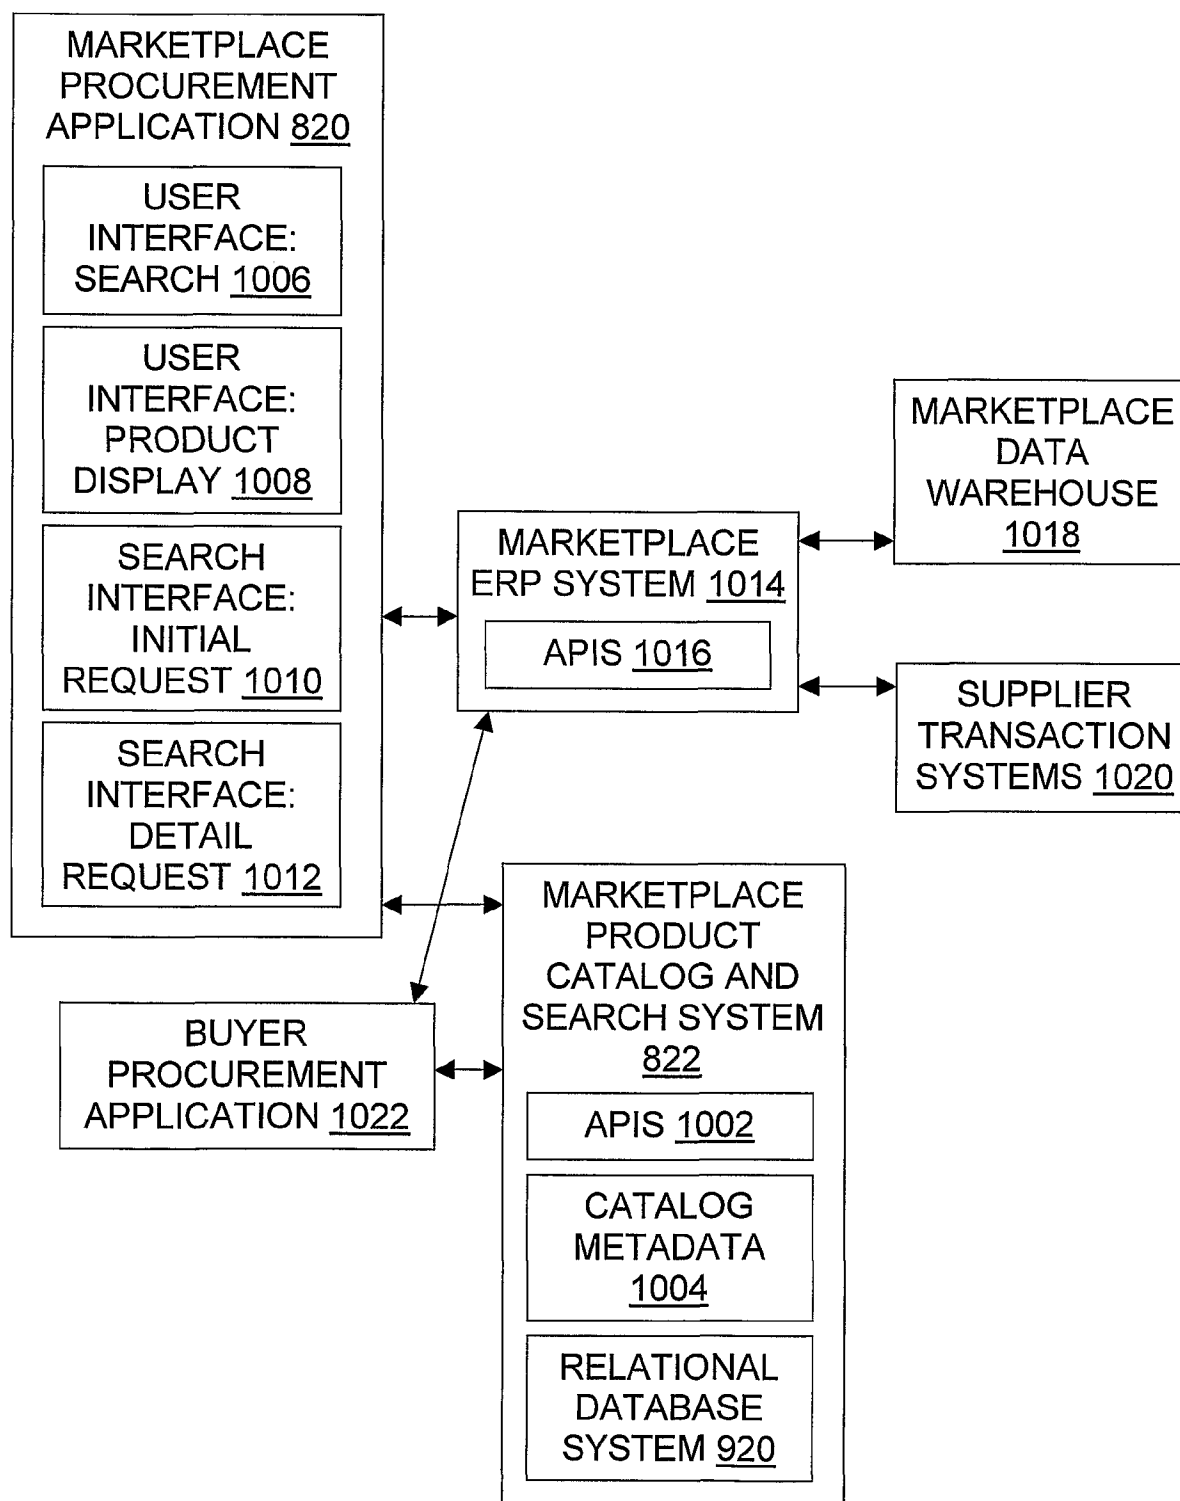 MARKETPLACE
PROCUREMENT
APPLICATION 820
USER
INTERFACE:
SEARCH 1006
USER
INTERFACE:
PRODUCT
DISPLAY 1008
SEARCH
INTERFACE:
INITIAL
REQUEST 1010
SEARCH
INTERFACE:
DETAIL
REQUEST 1012
MARKETPLACE
ERP SYSTEM 1014
APIS 1016
MARKETPLACE
DATA
WAREHOUSE
1018
SUPPLIER
TRANSACTION
SYSTEMS 1020
BUYER
PROCUREMENT
APPLICATION 1022
MARKETPLACE
PRODUCT
CATALOG AND
SEARCH SYSTEM
822
APIS 1002
CATALOG
METADATA
1004
RELATIONAL
DATABASE
SYSTEM 920